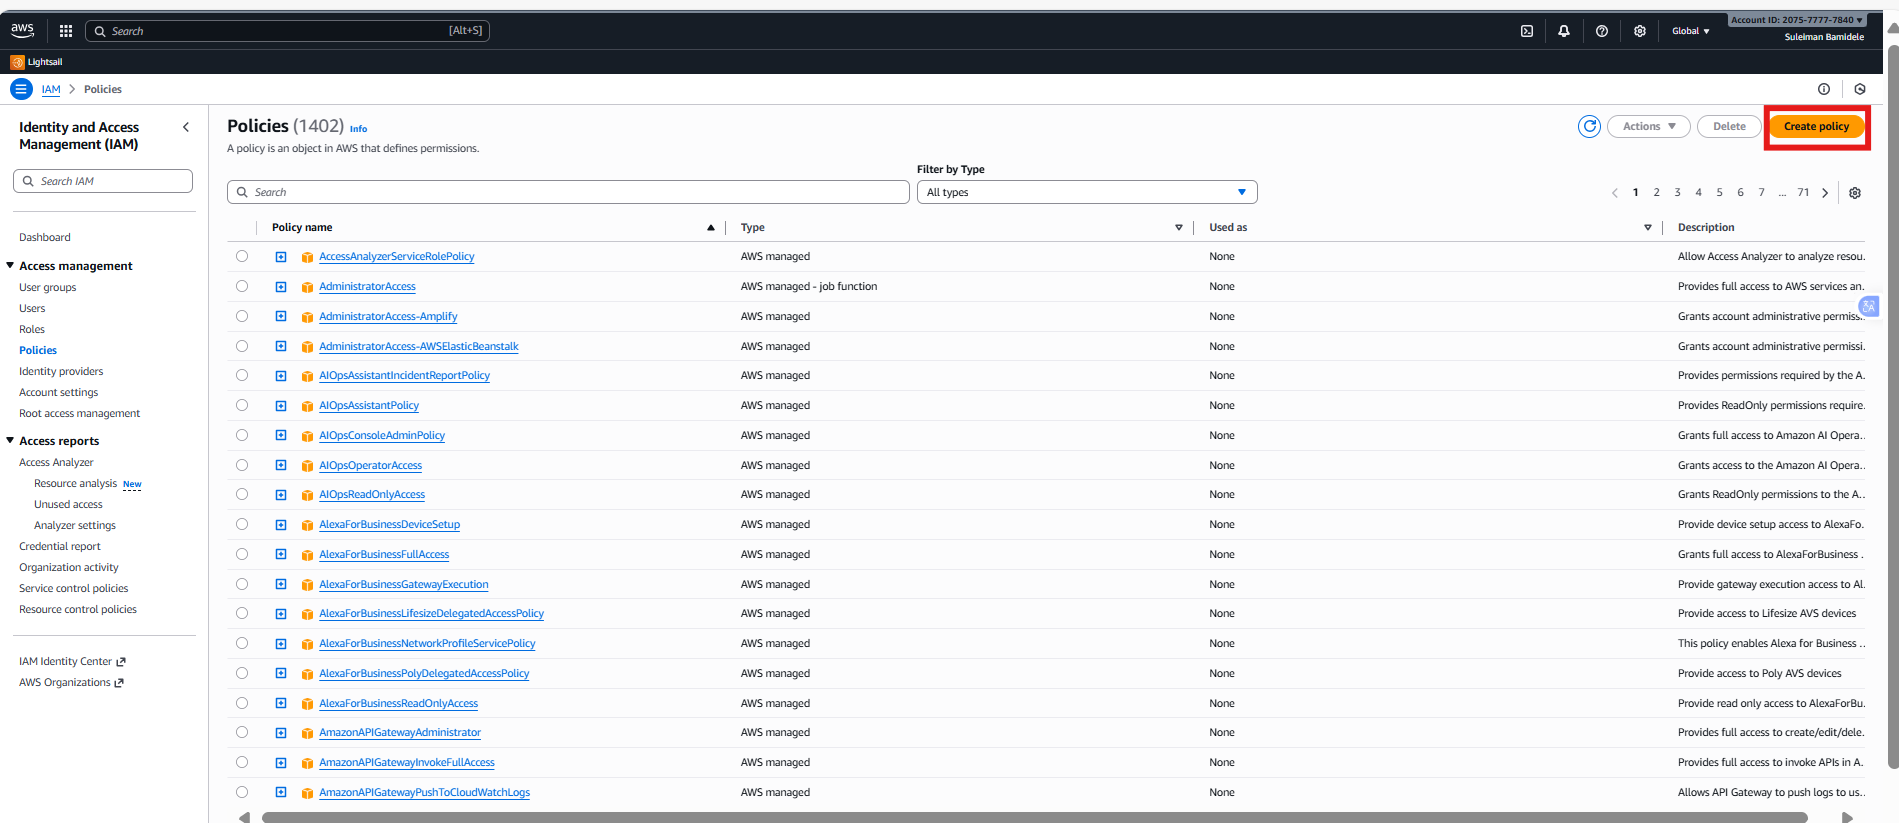 aws
Search [Alt+S]
Global ▼
Account ID: 2075-7777-7840 ▼
Suleiman Bamidele
Lightsail
IAM > Policies
Identity and Access
Management (IAM)
Search IAM
Dashboard
Access management
User groups
Users
Roles
Policies
Identity providers
Account settings
Root access management
Access reports
Access Analyzer
Resource analysis New
Unused access
Analyzer settings
Credential report
Organization activity
Service control policies
Resource control policies
IAM Identity Center
AWS Organizations
Policies (1402) Info
A policy is an object in AWS that defines permissions.
Actions ▼ Delete Create policy
Filter by Type
Search
All types
1 2 3 4 5 6 7 ... 71
Policy name Type Used as Description
AccessAnalyzerServiceRolePolicy AWS managed None Allow Access Analyzer to analyze resou...
AdministratorAccess AWS managed - job function None Provides full access to AWS services an...
AdministratorAccess-Amplify AWS managed None Grants account administrative permissi...
AdministratorAccess-AWSElasticBeanstalk AWS managed None Grants account administrative permissi...
AIOpsAssistantIncidentReportPolicy AWS managed None Provides permissions required by the A...
AIOpsAssistantPolicy AWS managed None Provides ReadOnly permissions require...
AIOpsConsoleAdminPolicy AWS managed None Grants full access to Amazon AI Opera...
AIOpsOperatorAccess AWS managed None Grants access to the Amazon AI Opera...
AIOpsReadOnlyAccess AWS managed None Grants ReadOnly permissions to the A...
AlexaForBusinessDeviceSetup AWS managed None Provide device setup access to AlexaFo...
AlexaForBusinessFullAccess AWS managed None Grants full access to AlexaForBusiness ...
AlexaForBusinessGatewayExecution AWS managed None Provide gateway execution access to Al...
AlexaForBusinessLifesizeDelegatedAccessPolicy AWS managed None Provide access to Lifesize AVS devices
AlexaForBusinessNetworkProfileServicePolicy AWS managed None This policy enables Alexa for Business ...
AlexaForBusinessPolyDelegatedAccessPolicy AWS managed None Provide access to Poly AVS devices
AlexaForBusinessReadOnlyAccess AWS managed None Provide read only access to AlexaForBu...
AmazonAPIGatewayAdministrator AWS managed None Provides full access to create/edit/dele...
AmazonAPIGatewayInvokeFullAccess AWS managed None Provides full access to invoke APIs in A...
AmazonAPIGatewayPushToCloudWatchLogs AWS managed None Allows API Gateway to push logs to us...